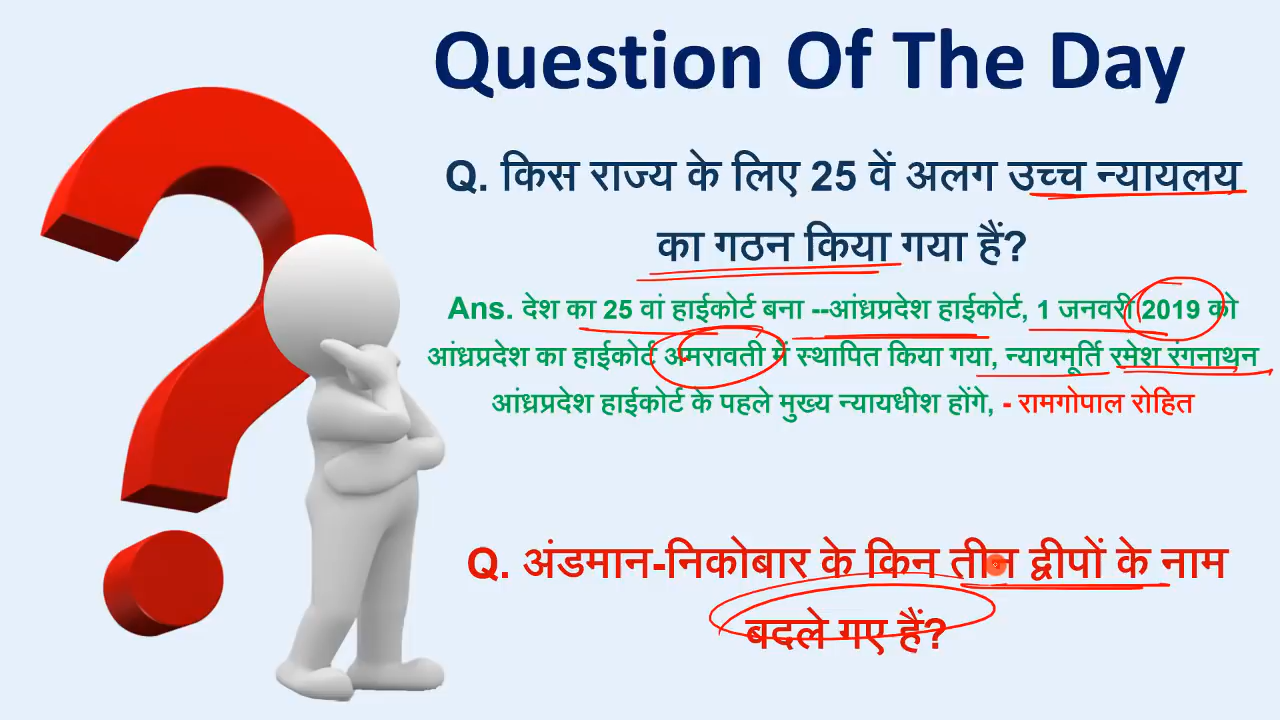 Question Of The Day
Q. किस राज्य के लिए 25 वें अलग उच्च न्यायलय
का गठन किया गया हैं?
Ans. देश का 25 वां हाईकोर्ट बना --आंध्रप्रदेश हाईकोर्ट, 1 जनवरी 2019 को
आंध्रप्रदेश का हाईकोर्ट अमरावती में स्थापित किया गया, न्यायमूर्ति रमेश रंगनाथन
आंध्रप्रदेश हाईकोर्ट के पहले मुख्य न्यायधीश होंगे, - रामगोपाल रोहित
Q. अंडमान-निकोबार के किन तीन द्वीपों के नाम
बदले गए हैं?